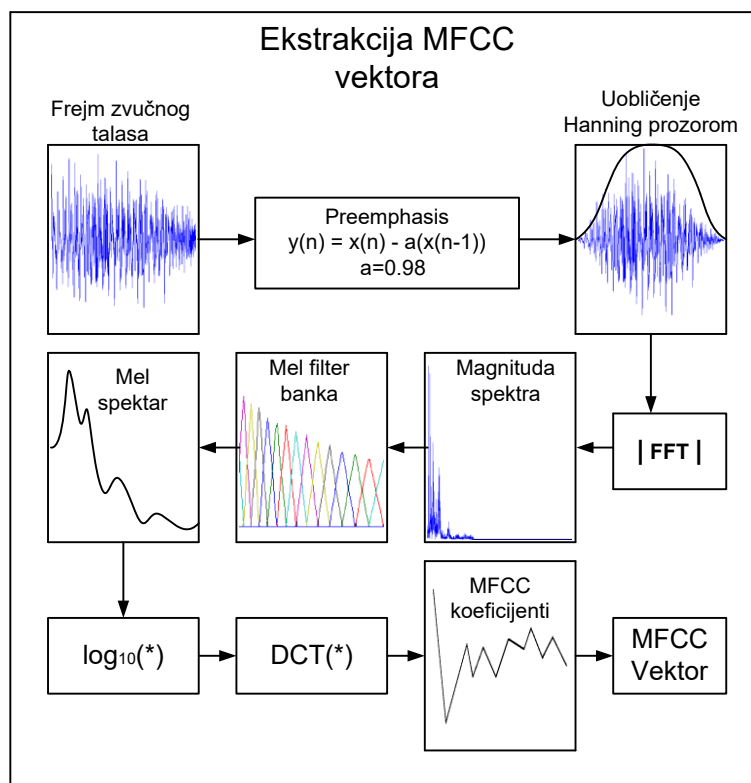 Ekstrakcija MFCC
vektora
Frejm zvučnog
talasa
Preemphasis
y(n) = x(n) - a(x(n-1))
a=0.98
Uobličenje
Hanning prozorom
| FFT |
Magnituda
spektra
Mel filter
banka
Mel
spektar
log₁₀(*)
DCT(*)
MFCC
koeficijenti
MFCC
Vektor